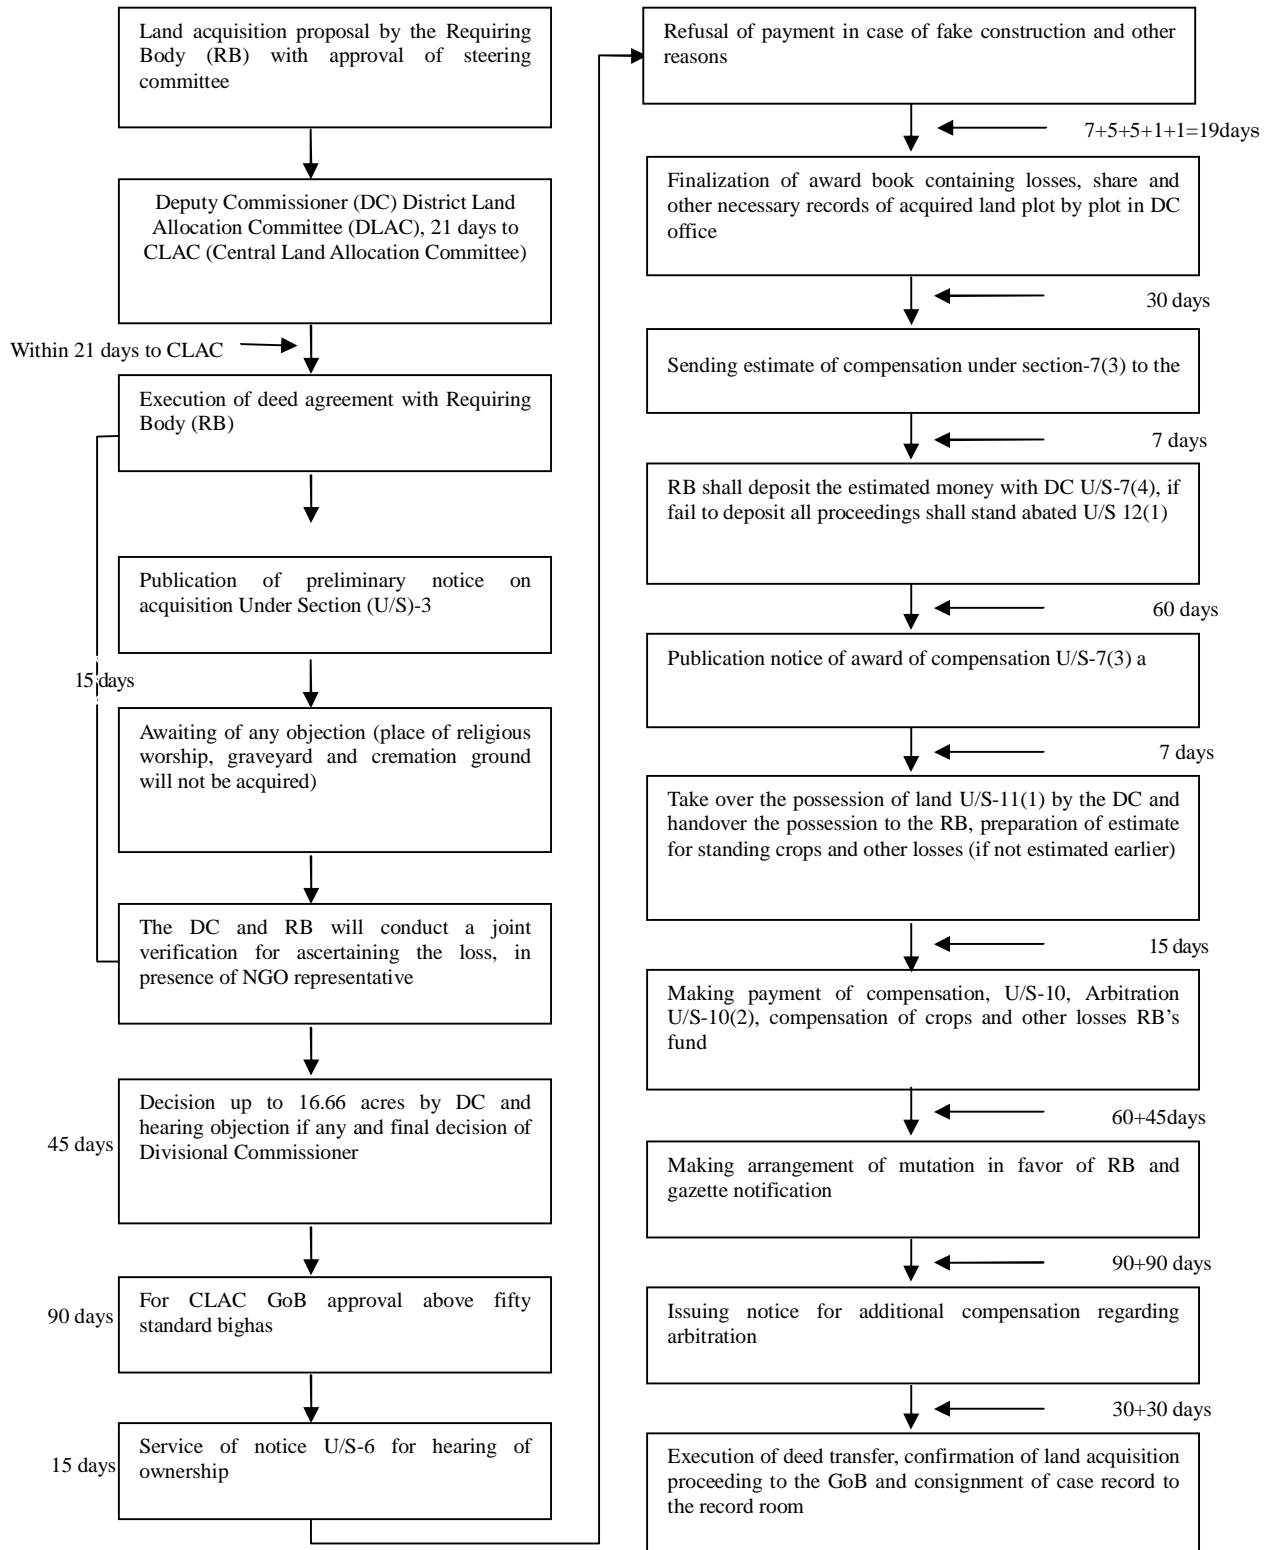 Land acquisition proposal by the Requiring
Body (RB) with approval of steering
committee
Deputy Commissioner (DC) District Land
Allocation Committee (DLAC), 21 days to
CLAC (Central Land Allocation Committee)
Within 21 days to CLAC
Execution of deed agreement with Requiring
Body (RB)
Publication of preliminary notice on
acquisition Under Section (U/S)-3
15 days
Awaiting of any objection (place of religious
worship, graveyard and cremation ground
will not be acquired)
The DC and RB will conduct a joint
verification for ascertaining the loss, in
presence of NGO representative
Decision up to 16.66 acres by DC and
hearing objection if any and final decision of
Divisional Commissioner
45 days
For CLAC GoB approval above fifty
standard bighas
90 days
Service of notice U/S-6 for hearing of
ownership
15 days
Refusal of payment in case of fake construction and other
reasons
7+5+5+1+1=19days
Finalization of award book containing losses, share and
other necessary records of acquired land plot by plot in DC
office
30 days
Sending estimate of compensation under section-7(3) to the
7 days
RB shall deposit the estimated money with DC U/S-7(4), if
fail to deposit all proceedings shall stand abated U/S 12(1)
60 days
Publication notice of award of compensation U/S-7(3) a
7 days
Take over the possession of land U/S-11(1) by the DC and
handover the possession to the RB, preparation of estimate
for standing crops and other losses (if not estimated earlier)
15 days
Making payment of compensation, U/S-10, Arbitration
U/S-10(2), compensation of crops and other losses RB's
fund
60+45days
Making arrangement of mutation in favor of RB and
gazette notification
90+90 days
Issuing notice for additional compensation regarding
arbitration
30+30 days
Execution of deed transfer, confirmation of land acquisition
proceeding to the GoB and consignment of case record to
the record room